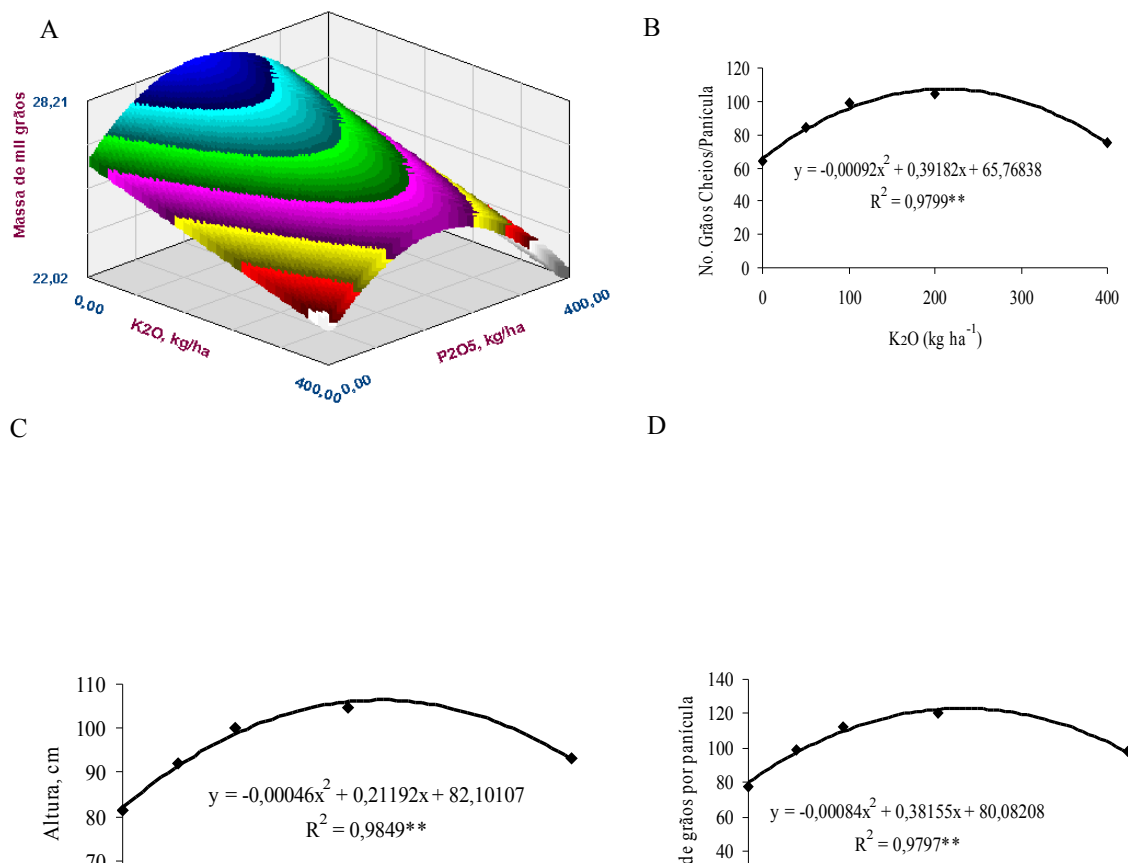 A
Massa de mil grãos
28,21
22,02
0,00
K2O, kg/ha
400,00
0,00
P2O5, kg/ha
400,00
B
No. Grãos Cheios/Panícula
120
100
80
60
40
20
0
y = -0,00092x² + 0,39182x + 65,76838
R² = 0,9799**
0 100 200 300 400
K2O (kg ha⁻¹)
C
D
Altura, cm
110
100
90
80
70
y = -0,00046x² + 0,21192x + 82,10107
R² = 0,9849**
de grãos por panícula
140
120
100
80
60
40
y = -0,00084x² + 0,38155x + 80,08208
R² = 0,9797**